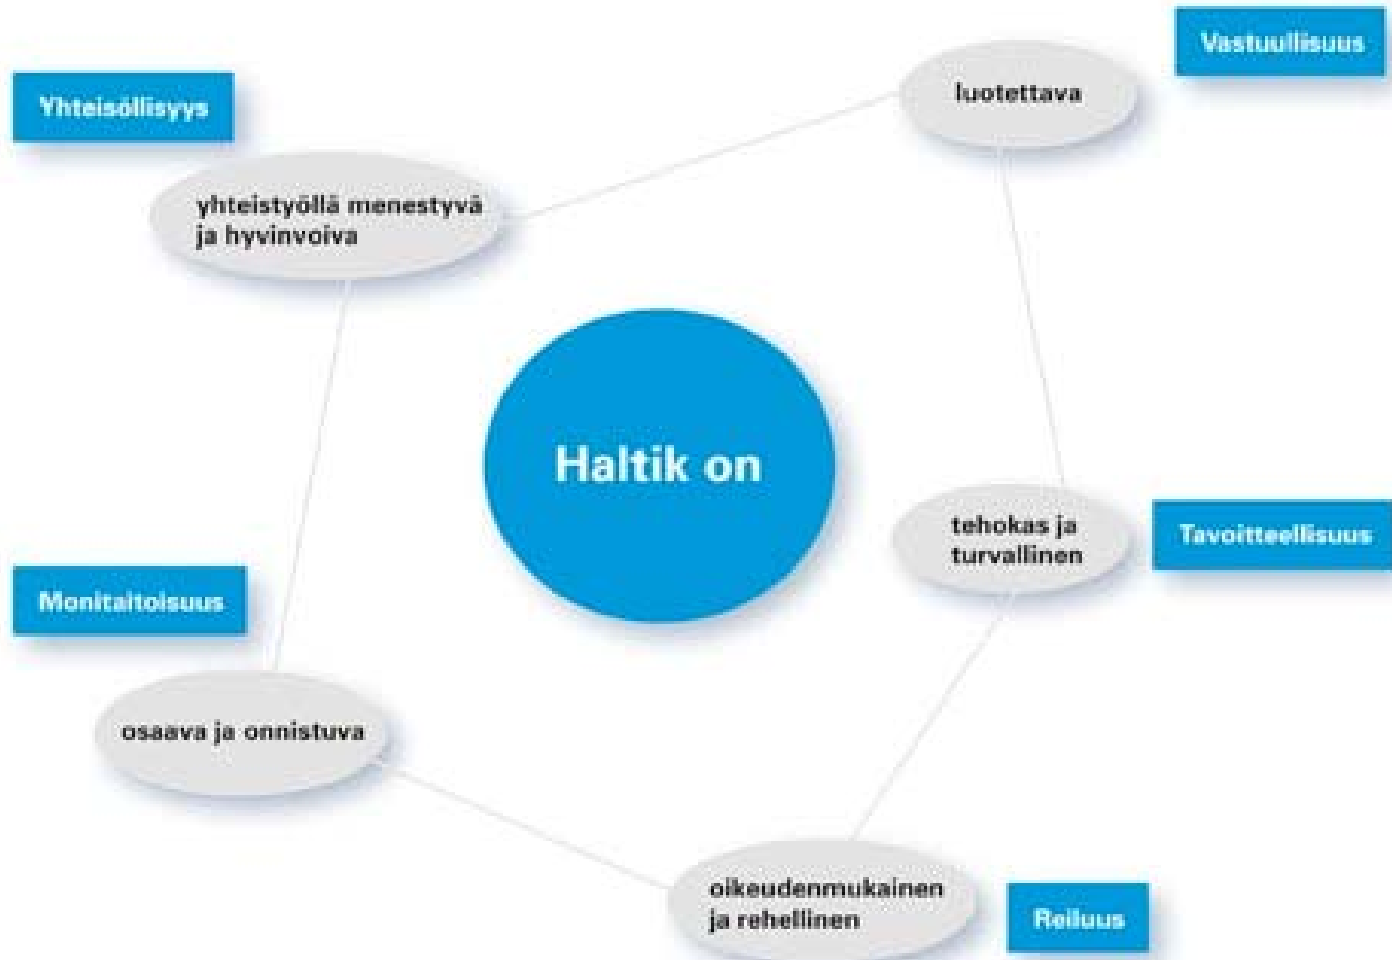 Vastuullisuus
luotettava
Yhteisöllisyys
yhteistyöllä menestyvä
ja hyvinvoiva
Haltik on
tehokas ja
turvallinen
Tavoitteellisuus
Monitaitoisuus
osaava ja onnistuva
oikeudenmukainen
ja rehellinen
Reiluus